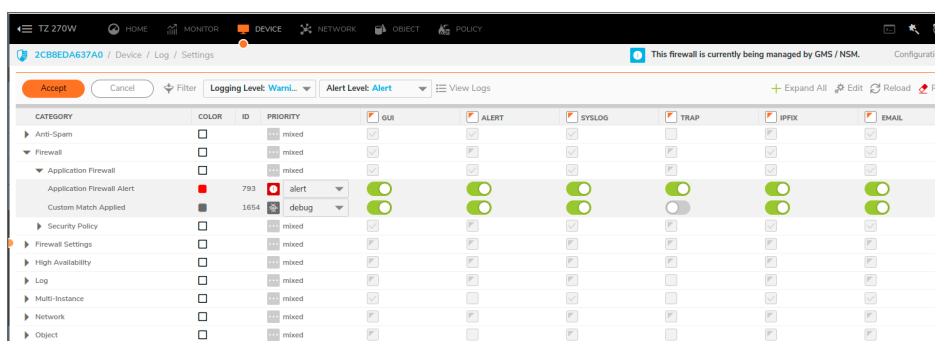 TZ 270W HOME MONITOR DEVICE NETWORK OBJECT POLICY
2CB8EDA637A0 / Device / Log / Settings This firewall is currently being managed by GMS / NSM. Configurati
Accept Cancel Filter Logging Level: Warni... Alert Level: Alert View Logs Expand All Edit Reload
CATEGORY COLOR ID PRIORITY GUI ALERT SYSLOG TRAP IPFIX EMAIL
Anti-Spam mixed
Firewall mixed
Application Firewall mixed
Application Firewall Alert 793 alert
Custom Match Applied 1654 debug
Security Policy mixed
Firewall Settings mixed
High Availability mixed
Log mixed
Multi-Instance mixed
Network mixed
Object mixed